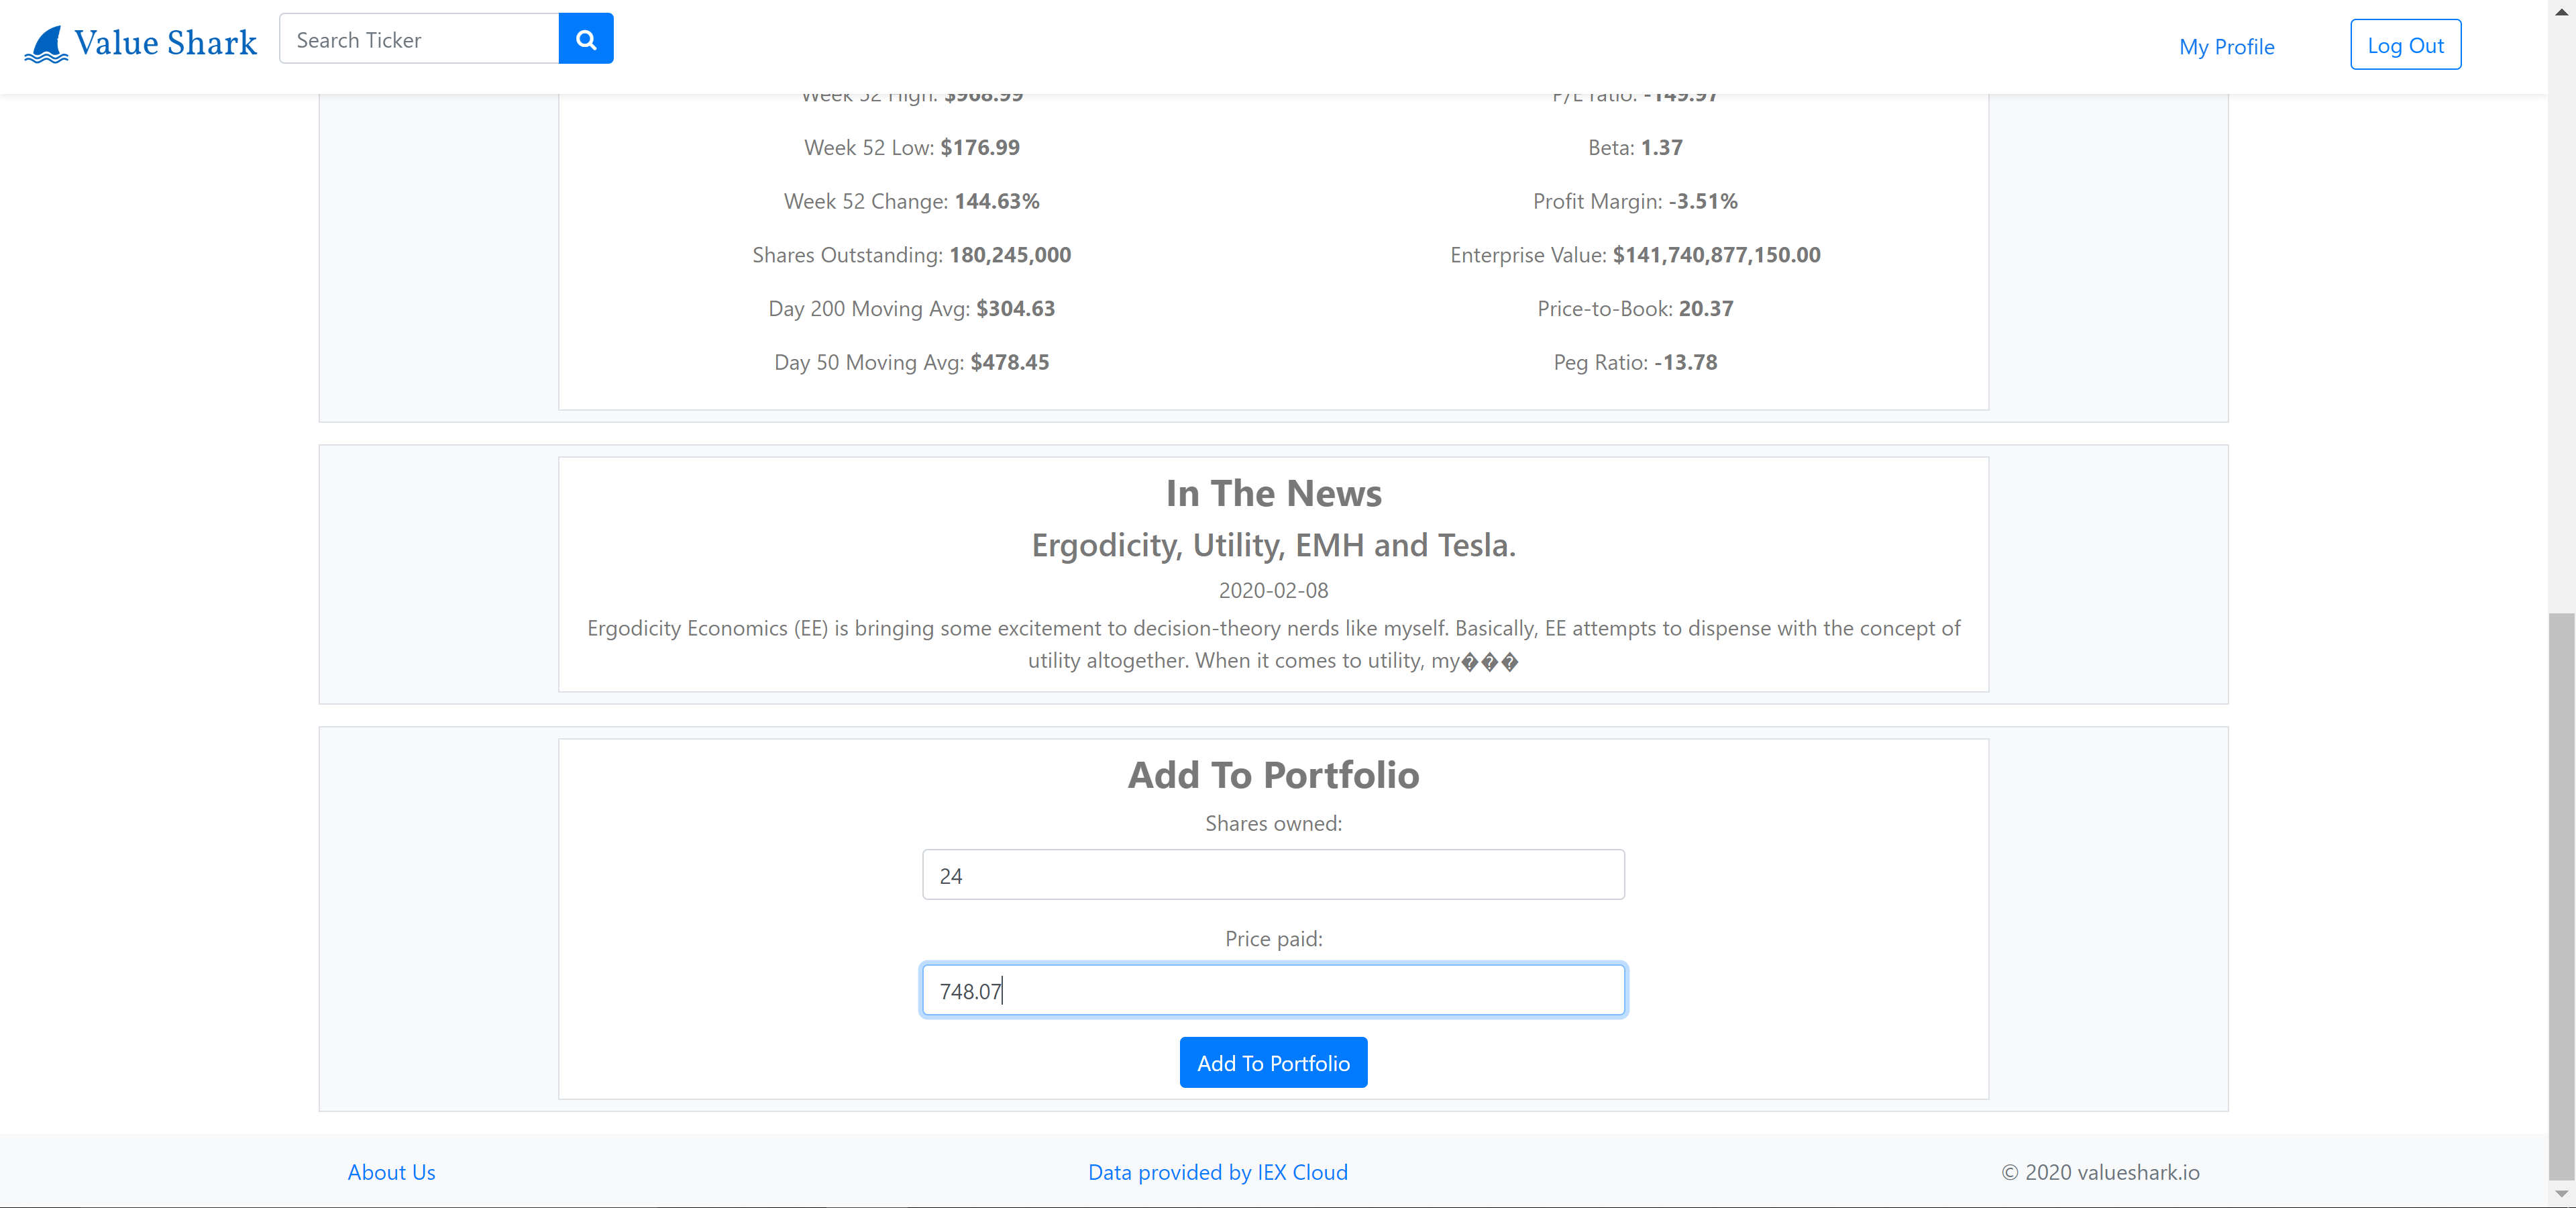 Value Shark
Search Ticker
My Profile
Log Out
Week 52 High: $968.99
P/E ratio: -149.97
Week 52 Low: $176.99
Beta: 1.37
Week 52 Change: 144.63%
Profit Margin: -3.51%
Shares Outstanding: 180,245,000
Enterprise Value: $141,740,877,150.00
Day 200 Moving Avg: $304.63
Price-to-Book: 20.37
Day 50 Moving Avg: $478.45
Peg Ratio: -13.78
In The News
Ergodicity, Utility, EMH and Tesla.
2020-02-08
Ergodicity Economics (EE) is bringing some excitement to decision-theory nerds like myself. Basically, EE attempts to dispense with the concept of
utility altogether. When it comes to utility, my���
Add To Portfolio
Shares owned:
24
Price paid:
748.07
Add To Portfolio
About Us
Data provided by IEX Cloud
© 2020 valueshark.io